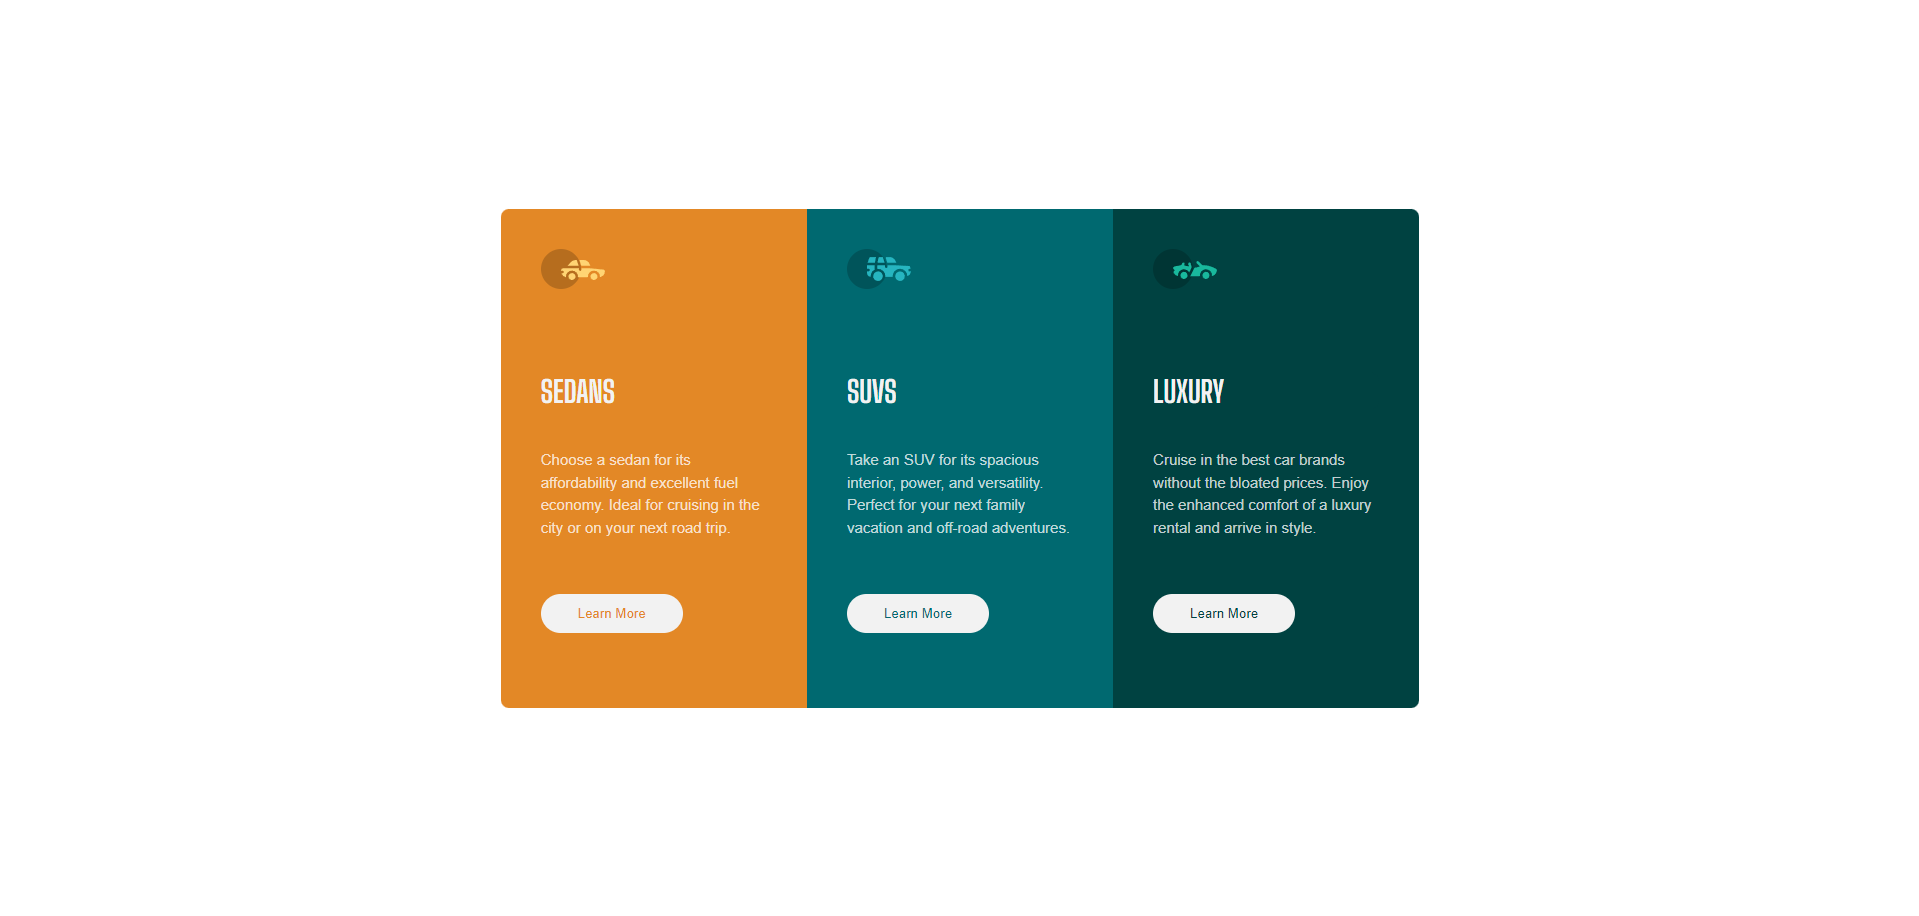 SEDANS
Choose a sedan for its
affordability and excellent fuel
economy. Ideal for cruising in the
city or on your next road trip.
Learn More
SUVS
Take an SUV for its spacious
interior, power, and versatility.
Perfect for your next family
vacation and off-road adventures.
Learn More
LUXURY
Cruise in the best car brands
without the bloated prices. Enjoy
the enhanced comfort of a luxury
rental and arrive in style.
Learn More